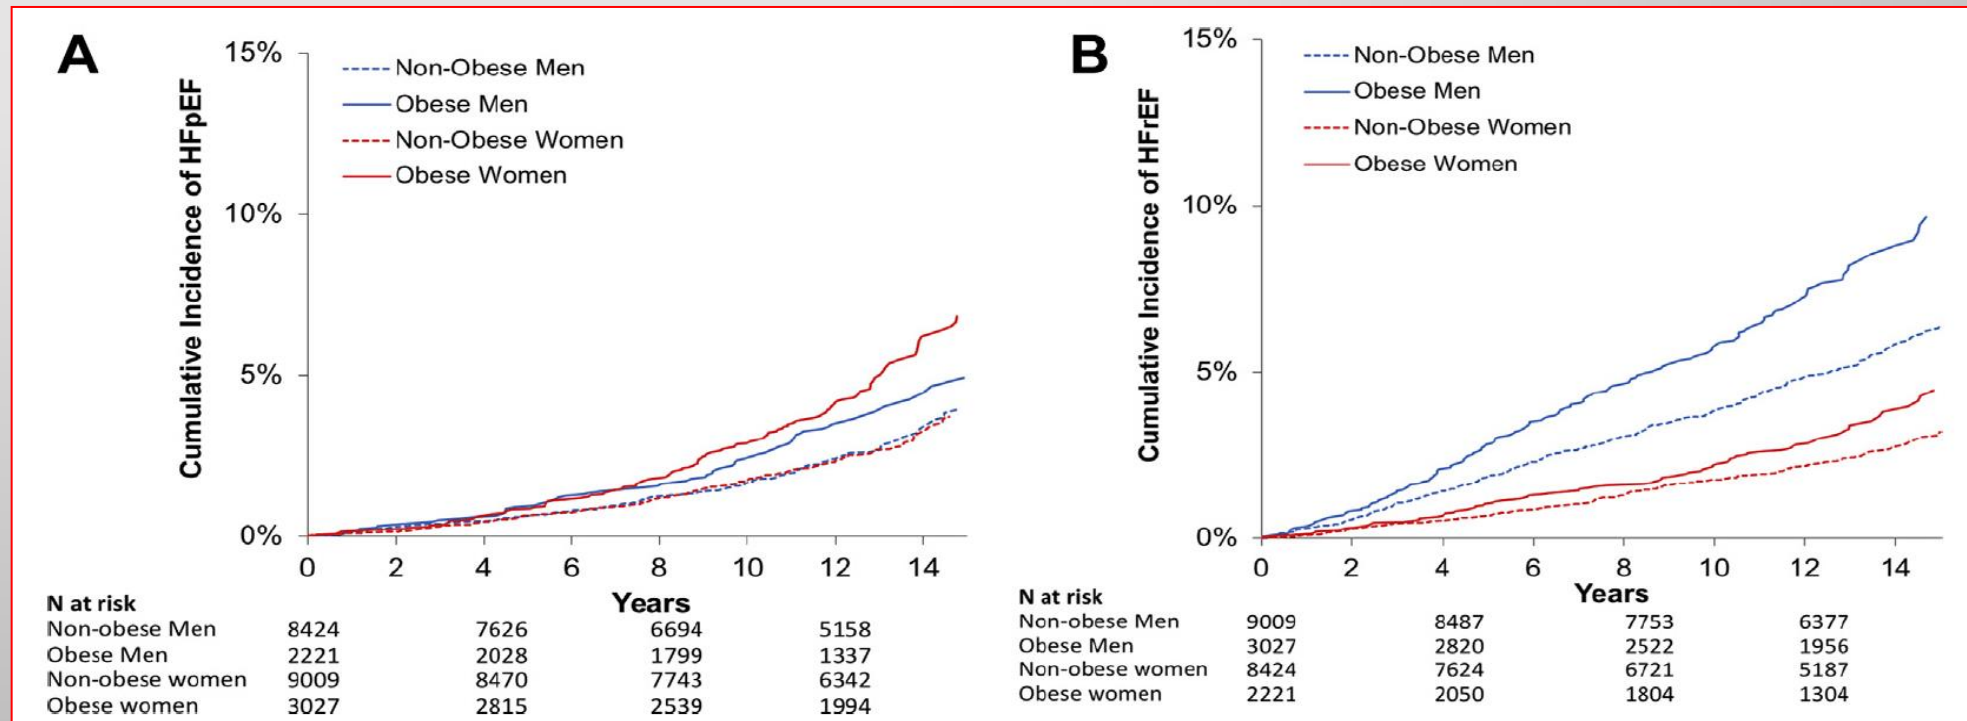 A
Cumulative Incidence of HFpEF
15%
10%
5%
0%
Non-Obese Men
Obese Men
Non-Obese Women
Obese Women
0 2 4 6 8 10 12 14
Years
N at risk
Non-obese Men 8424 7626 6694 5158
Obese Men 2221 2028 1799 1337
Non-obese women 9009 8470 7743 6342
Obese women 3027 2815 2539 1994
B
Cumulative Incidence of HFrEF
15%
10%
5%
0%
Non-Obese Men
Obese Men
Non-Obese Women
Obese Women
0 2 4 6 8 10 12 14
Years
N at risk
Non-obese Men 9009 8487 7753 6377
Obese Men 3027 2820 2522 1956
Non-obese women 8424 7624 6721 5187
Obese women 2221 2050 1804 1304